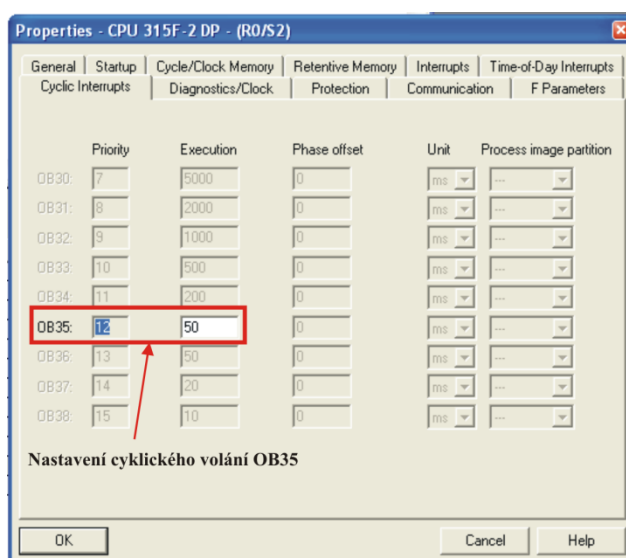 Properties - CPU 315F-2 DP - (R0/S2)
General Startup Cycle/Clock Memory Retentive Memory Interrupts Time-of-Day Interrupts
Cyclic Interrupts Diagnostics/Clock Protection Communication F Parameters
Priority Execution Phase offset Unit Process image partition
OB30: 7 5000 0 ms ---
OB31: 8 2000 0 ms ---
OB32: 9 1000 0 ms ---
OB33: 10 500 0 ms ---
OB34: 11 200 0 ms ---
OB35: 12 50 0 ms ---
OB36: 13 50 0 ms ---
OB37: 14 20 0 ms ---
OB38: 15 10 0 ms ---
Nastavení cyklického volání OB35
OK Cancel Help